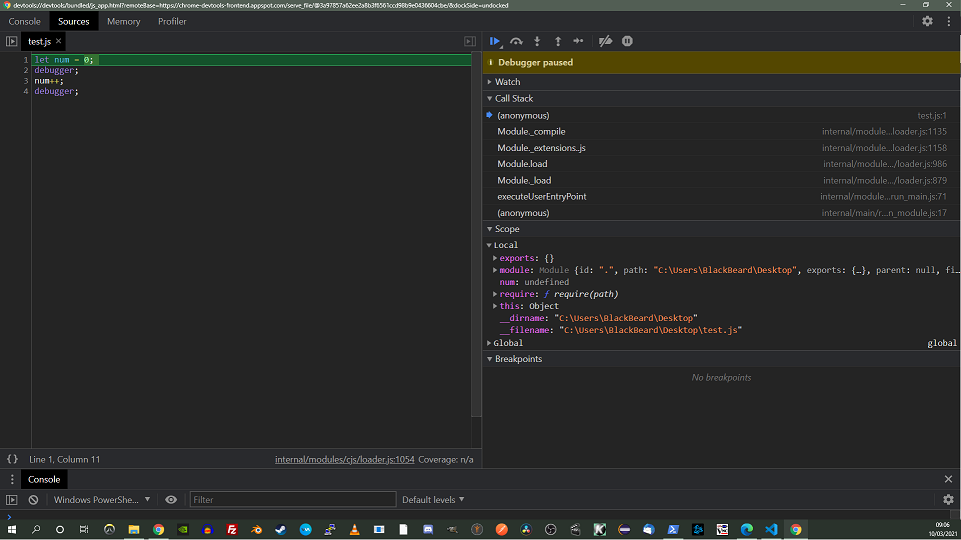 devtools://devtools/bundled/js_app.html?remoteBase=https://chrome-devtools-frontend.appspot.com/serve_file/@3a97857a62ee2a8b3f6561ccd98b9e0436604cbe/&dockSide=undocked
Console Sources Memory Profiler
test.js ×
1 let num = 0;
2 debugger;
3 num++;
4 debugger;
Debugger paused
Watch
Call Stack
(anonymous) test.js:1
Module._compile internal/module...loader.js:1135
Module._extensions..js internal/module...loader.js:1158
Module.load internal/module.../loader.js:986
Module._load internal/module.../loader.js:879
executeUserEntryPoint internal/module...run_main.js:71
(anonymous) internal/main/r...n_module.js:17
Scope
Local
exports: {}
module: Module {id: ".", path: "C:\Users\BlackBeard\Desktop", exports: {…}, parent: null, fi…
num: undefined
require: ƒ require(path)
this: Object
__dirname: "C:\Users\BlackBeard\Desktop"
__filename: "C:\Users\BlackBeard\Desktop\test.js"
Global global
Breakpoints
No breakpoints
{} Line 1, Column 11 internal/modules/cjs/loader.js:1054 Coverage: n/a
Console
Windows PowerShe... Filter Default levels
09:06
10/03/2021